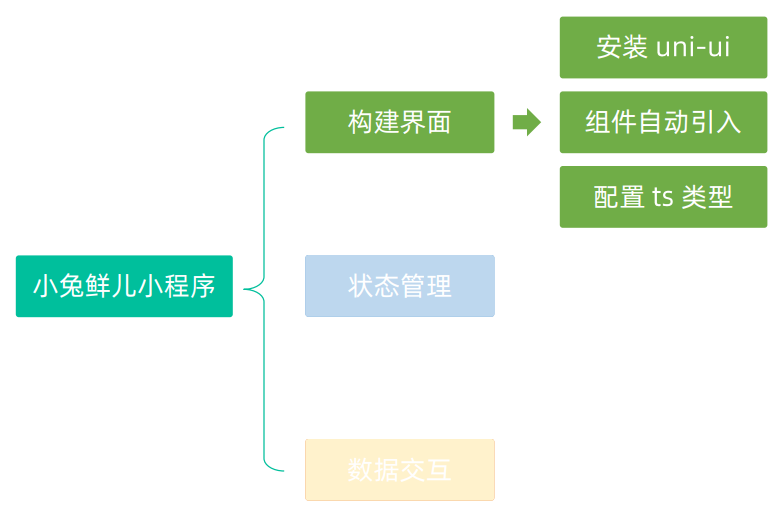 安装 uni-ui
构建界面
组件自动引入
配置 ts 类型
小兔鲜儿小程序
状态管理
数据交互